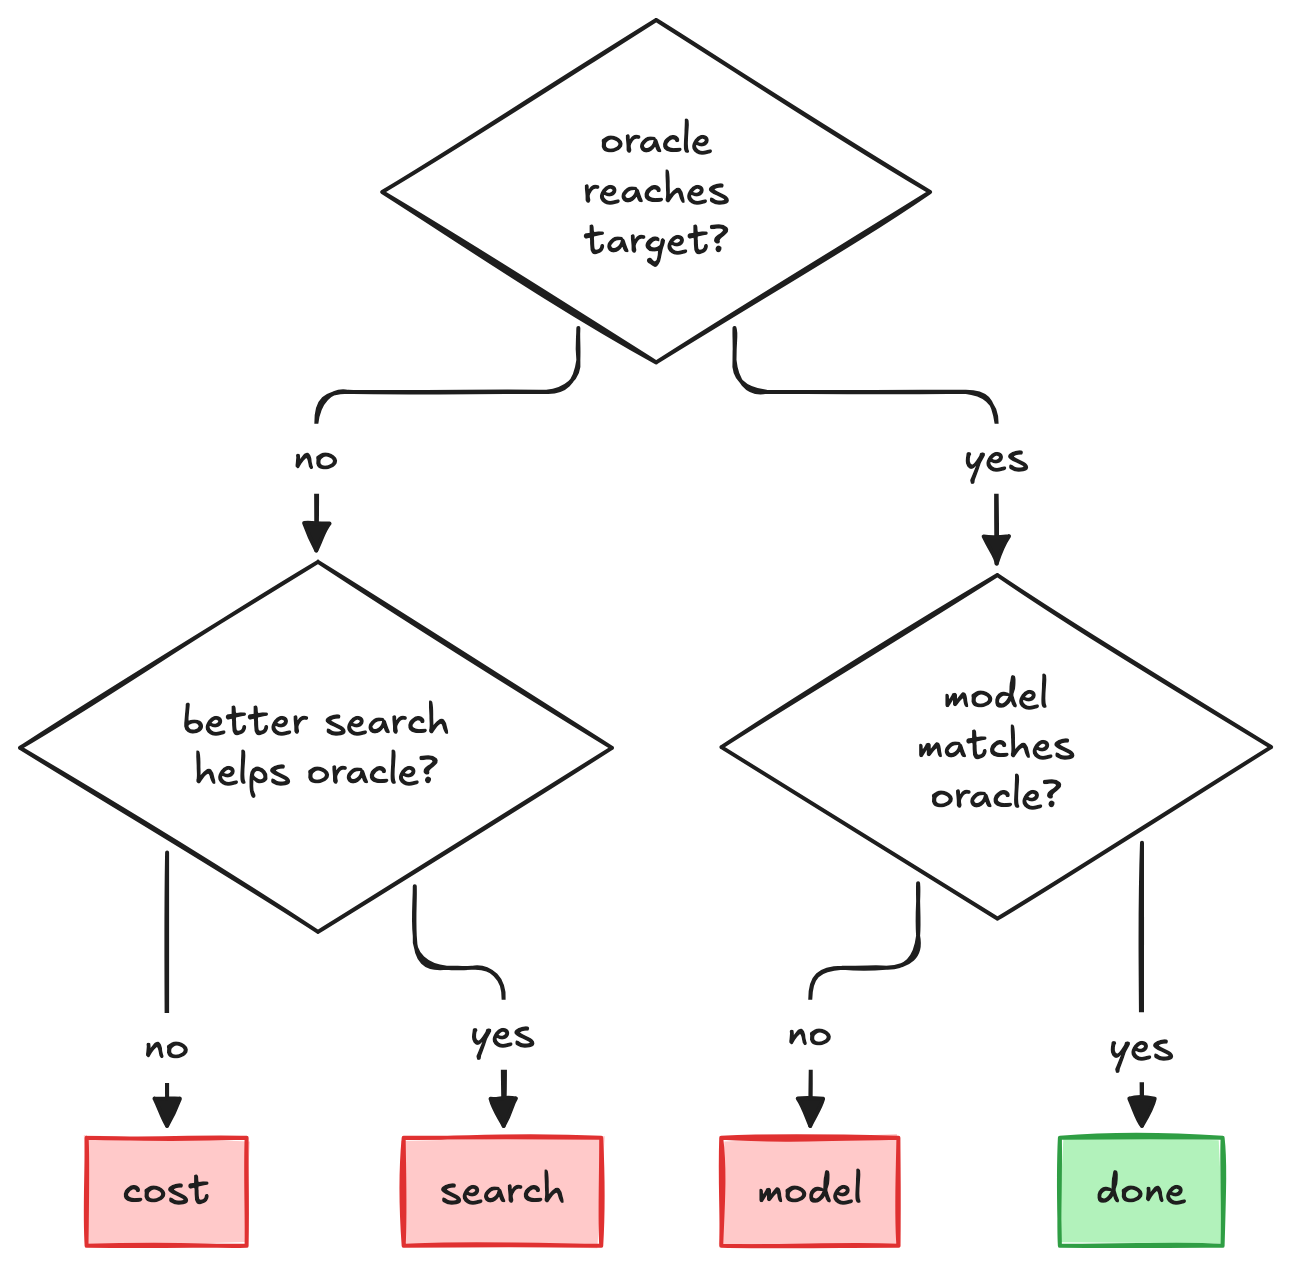 oracle
reaches
target?
no
yes
better search
helps oracle?
model
matches
oracle?
no
yes
no
yes
cost
search
model
done